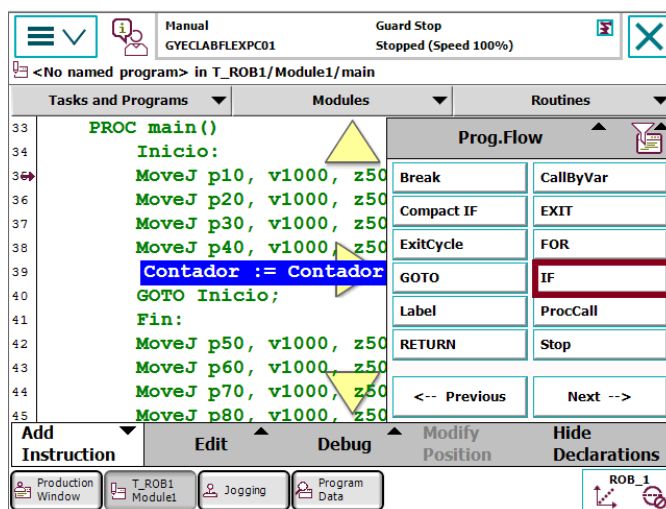 Manual
Guard Stop
GYECLABFLEXPC01
Stopped (Speed 100%)
<No named program> in T_ROB1/Module1/main
Tasks and Programs
Modules
Routines
33 PROC main()
34 Inicio:
35 MoveJ p10, v1000, z50
36 MoveJ p20, v1000, z50
37 MoveJ p30, v1000, z50
38 MoveJ p40, v1000, z50
39 Contador := Contador
40 GOTO Inicio;
41 Fin:
42 MoveJ p50, v1000, z50
43 MoveJ p60, v1000, z50
44 MoveJ p70, v1000, z50
45 MoveJ p80, v1000, z50
Prog.Flow
Break
CallByVar
Compact IF
EXIT
ExitCycle
FOR
GOTO
IF
Label
ProcCall
RETURN
Stop
<-- Previous
Next -->
Add Instruction
Edit
Debug
Modify Position
Hide Declarations
Production Window
T_ROB1 Module1
Jogging
Program Data
ROB_1